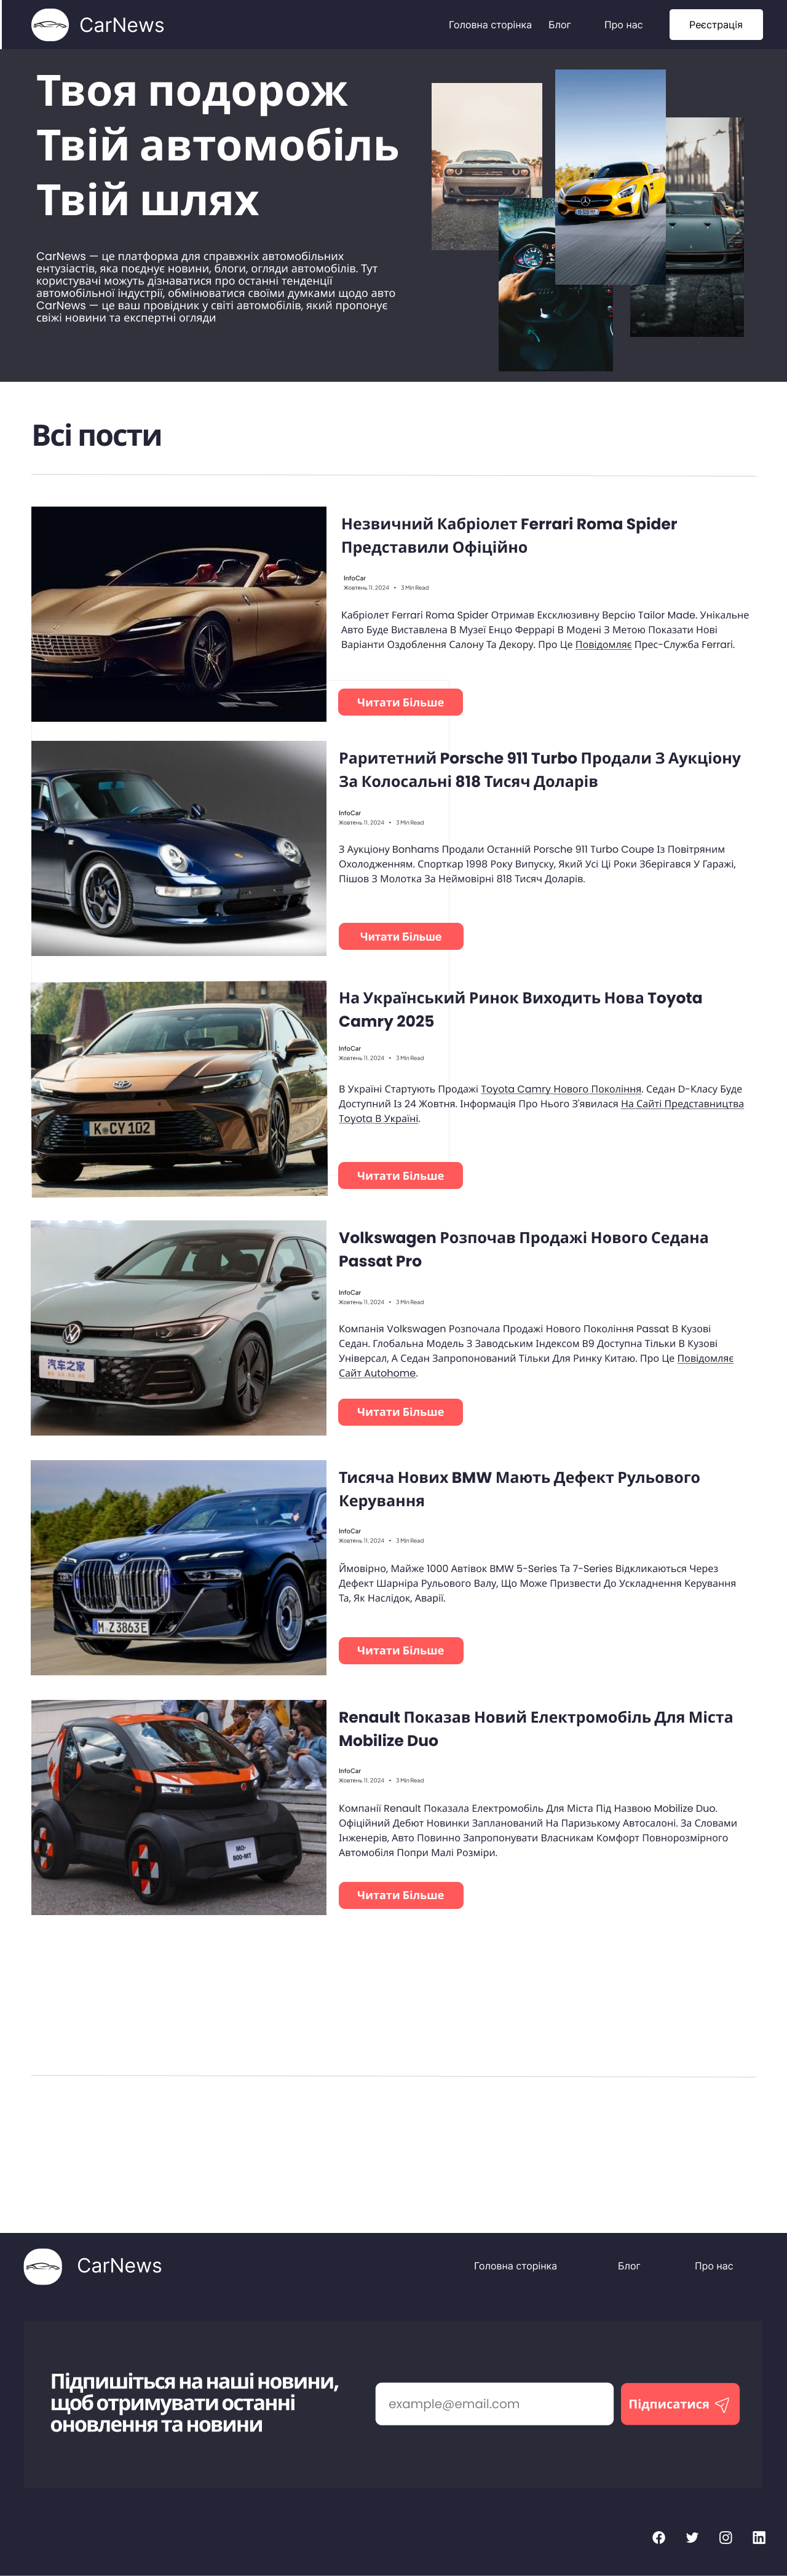 CarNews
Головна сторінка
Блог
Про нас
Реєстрація
Твоя подорож
Твій автомобіль
Твій шлях
CarNews — це платформа для справжніх автомобільних
ентузіастів, яка поєднує новини, блоги, огляди автомобілів. Тут
користувачі можуть дізнаватися про останні тенденції
автомобільної індустрії, обмінюватися своїми думками щодо авто
CarNews — це ваш провідник у світі автомобілів, який пропонує
свіжі новини та експертні огляди
Всі пости
Незвичний Кабріолет Ferrari Roma Spider
Представили Офіційно
InfoCar
Жовтень 11, 2024 • 3 Min Read
Кабріолет Ferrari Roma Spider Отримав Ексклюзивну Версію Tailor Made. Унікальне
Авто Буде Виставлена В Музеї Енцо Феррарі В Модені З Метою Показати Нові
Варіанти Оздоблення Салону Та Декору. Про Це Повідомляє Прес-Служба Ferrari.
Читати Більше
Раритетний Porsche 911 Turbo Продали З Аукціону
За Колосальні 818 Тисяч Доларів
InfoCar
Жовтень 11, 2024 • 3 Min Read
З Аукціону Bonhams Продали Останній Porsche 911 Turbo Coupe Із Повітряним
Охолодженням. Спорткар 1998 Року Випуску, Який Усі Ці Роки Зберігався У Гаражі,
Пішов З Молотка За Неймовірні 818 Тисяч Доларів.
Читати Більше
На Український Ринок Виходить Нова Toyota
Camry 2025
InfoCar
Жовтень 11, 2024 • 3 Min Read
В Україні Стартують Продажі Toyota Camry Нового Покоління. Седан D-Класу Буде
Доступний Із 24 Жовтня. Інформація Про Нього З'явилася На Сайті Представництва
Toyota В Україні.
K CY 102
Читати Більше
Volkswagen Розпочав Продажі Нового Седана
Passat Pro
InfoCar
Жовтень 11, 2024 • 3 Min Read
Компанія Volkswagen Розпочала Продажі Нового Покоління Passat В Кузові
Седан. Глобальна Модель З Заводським Індексом B9 Доступна Тільки В Кузові
Універсал, А Седан Запропонований Тільки Для Ринку Китаю. Про Це Повідомляє
Сайт Autohome.
汽车之家
Читати Більше
Тисяча Нових BMW Мають Дефект Рульового
Керування
InfoCar
Жовтень 11, 2024 • 3 Min Read
Ймовірно, Майже 1000 Автівок BMW 5-Series Та 7-Series Відкликаються Через
Дефект Шарніра Рульового Валу, Що Може Призвести До Ускладнення Керування
Та, Як Наслідок, Аварії.
M Z 3863E
Читати Більше
Renault Показав Новий Електромобіль Для Міста
Mobilize Duo
InfoCar
Жовтень 11, 2024 • 3 Min Read
Компанії Renault Показала Електромобіль Для Міста Під Назвою Mobilize Duo.
Офіційний Дебют Новинки Запланований На Паризькому Автосалоні. За Словами
Інженерів, Авто Повинно Запропонувати Власникам Комфорт Повнорозмірного
Автомобіля Попри Малі Розміри.
MO-
800-MT
Читати Більше
CarNews
Головна сторінка
Блог
Про нас
Підпишіться на наші новини,
щоб отримувати останні
оновлення та новини
example@email.com
Підписатися